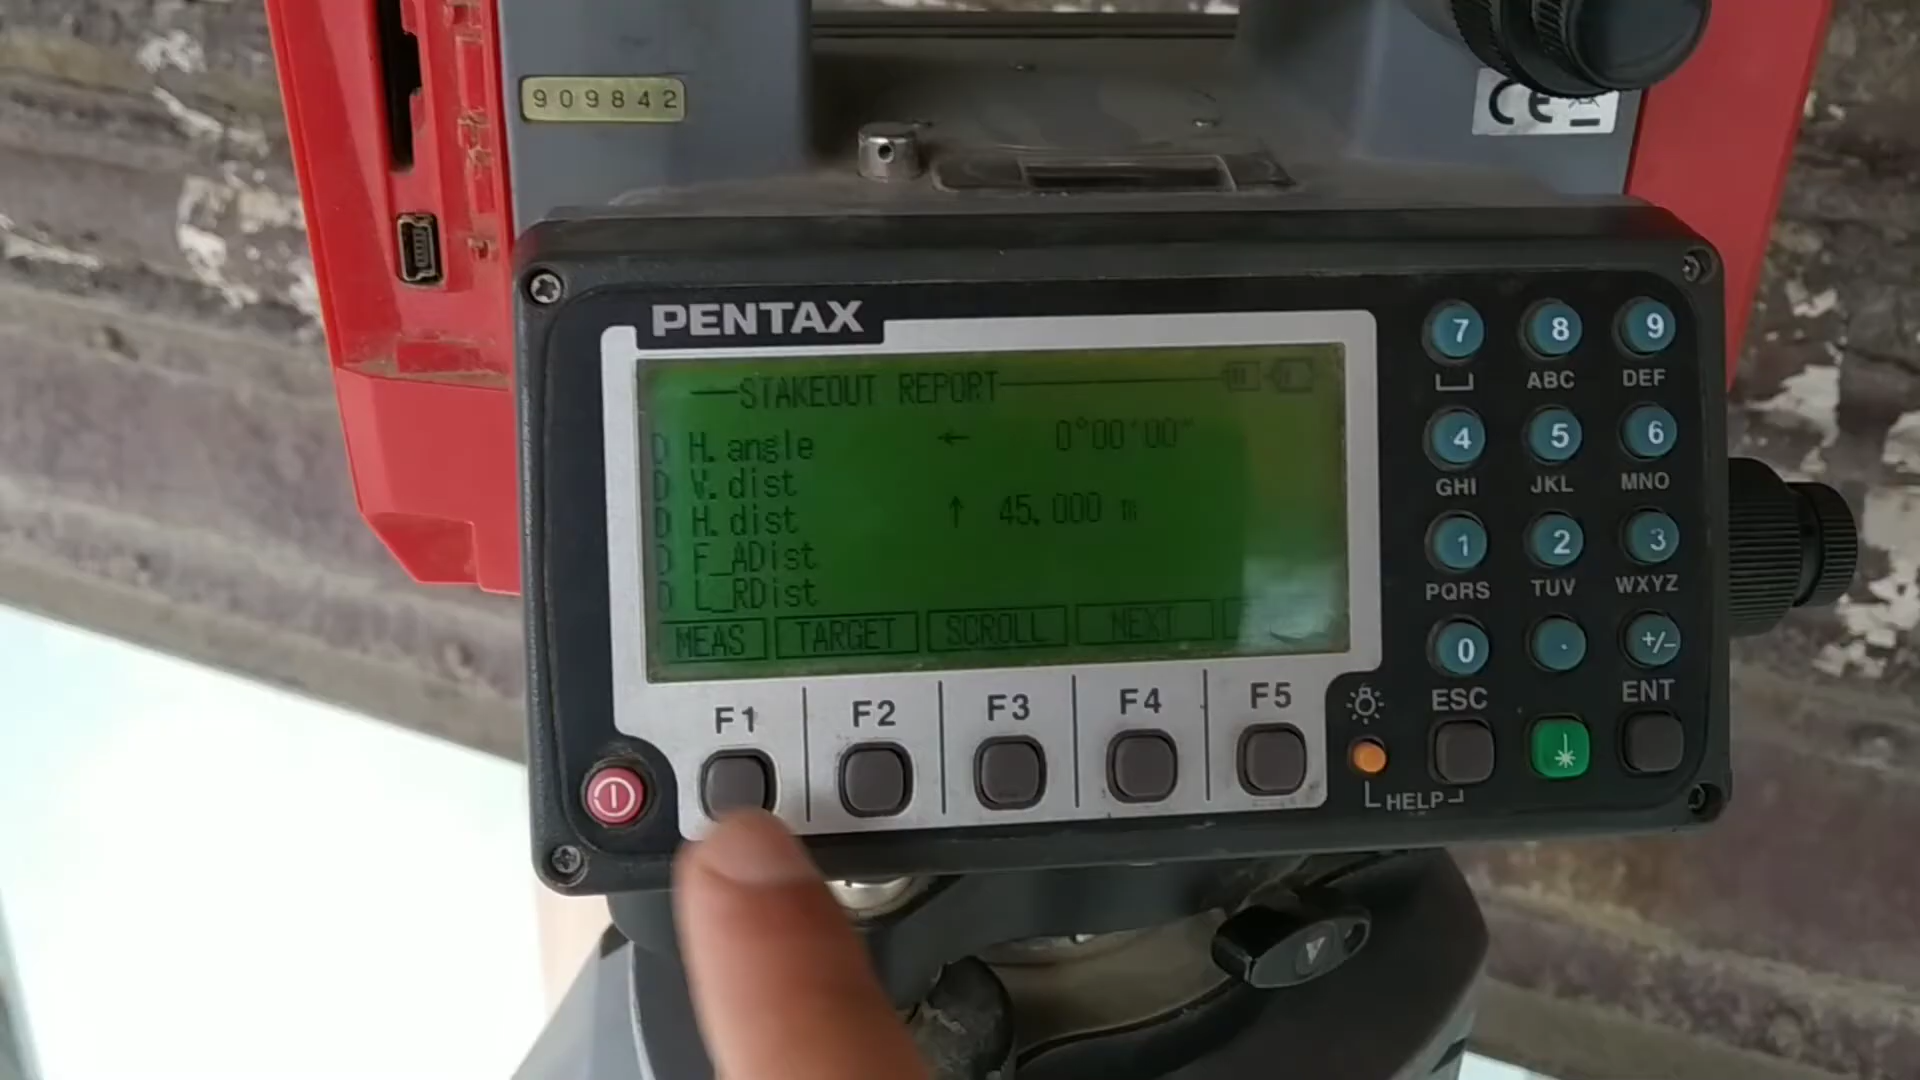 909842
CE
PENTAX
STAKEOUT REPORT
D H.angle ← 0°00'00"
D V.dist
D H.dist ↑ 45.000 m
D F_ADist
D L_RDist
MEAS TARGET SCROLL NEXT
F1 F2 F3 F4 F5
7 8 9
ABC DEF
4 5 6
GHI JKL MNO
1 2 3
PQRS TUV WXYZ
0 . +/-
ESC ENT
HELP